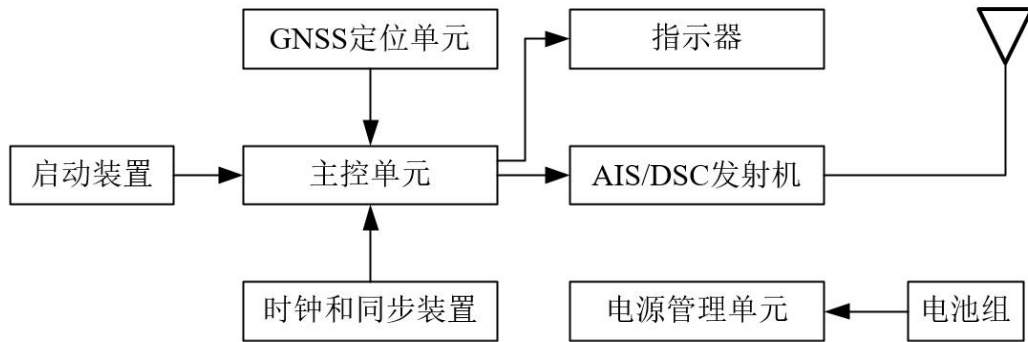 GNSS定位单元
指示器
启动装置
主控单元
AIS/DSC发射机
时钟和同步装置
电源管理单元
电池组